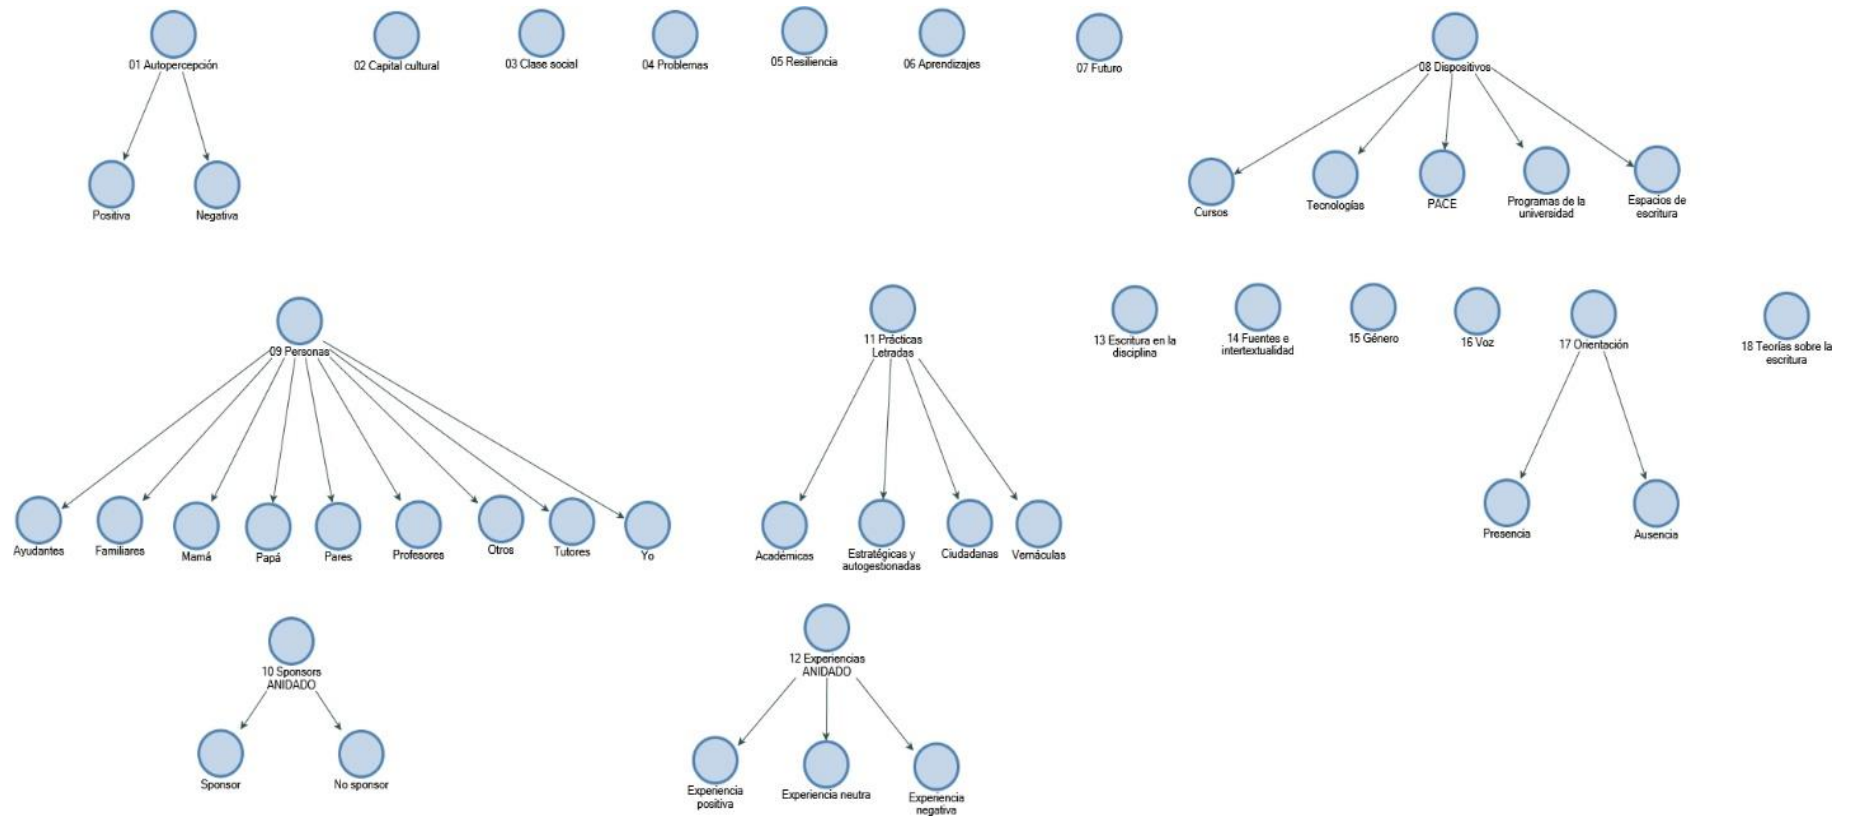 01 Autopercepción
02 Capital cultural
03 Clase social
04 Problemas
05 Resiliencia
06 Aprendizajes
07 Futuro
08 Dispositivos
Positiva
Negativa
Cursos
Tecnologías
PACE
Programas de la
universidad
Espacios de
escritura
09 Personas
11 Prácticas
Letradas
13 Escritura en la
disciplina
14 Fuentes e
intertextualidad
15 Género
16 Voz
17 Orientación
18 Teorías sobre la
escritura
Ayudantes
Familiares
Mamá
Papá
Pares
Profesores
Otros
Tutores
Yo
Académicas
Estratégicas y
autogestionadas
Ciudadanas
Vernáculas
Presencia
Ausencia
10 Sponsors
ANIDADO
12 Experiencias
ANIDADO
Sponsor
No sponsor
Experiencia
positiva
Experiencia neutra
Experiencia
negativa